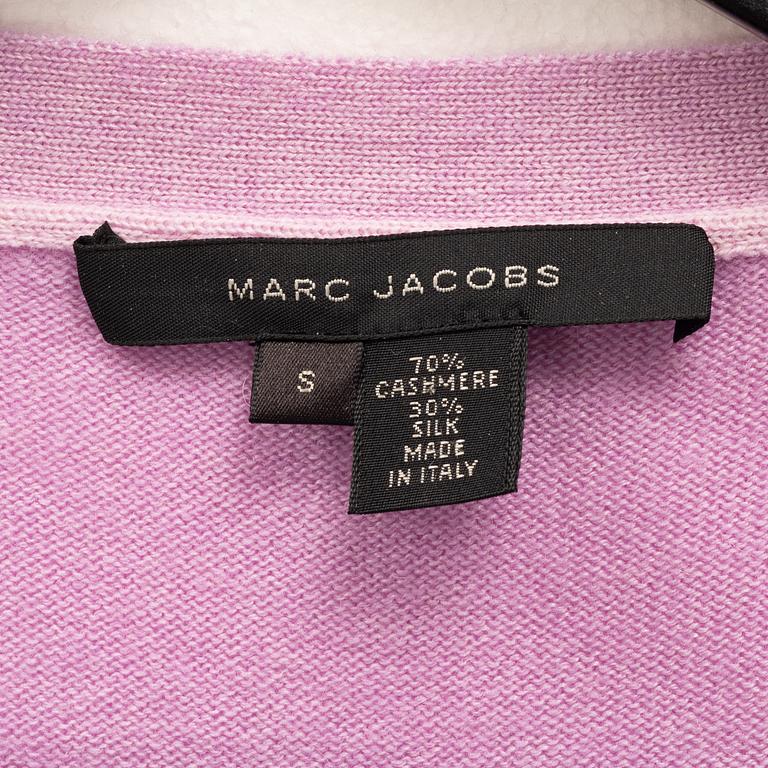 MARC JACOBS
S
70%
CASHMERE
30%
SILK
MADE
IN ITALY